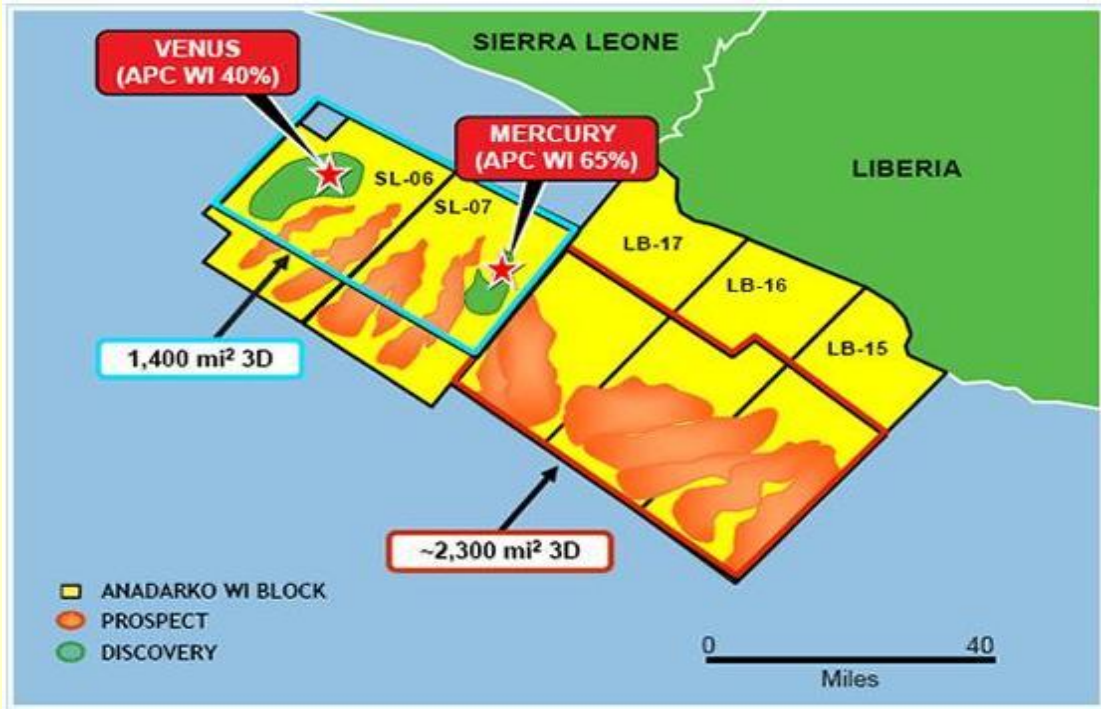 SIERRA LEONE
VENUS
(APC WI 40%)
MERCURY
(APC WI 65%)
LIBERIA
SL-06
SL-07
LB-17
LB-16
LB-15
1,400 mi² 3D
~2,300 mi² 3D
ANADARKO WI BLOCK
PROSPECT
DISCOVERY
0 40
Miles